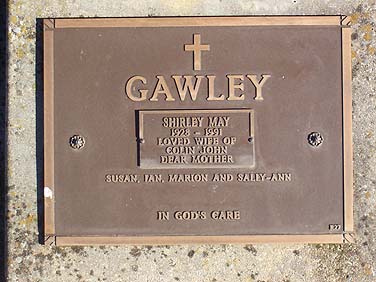 GAWLEY
SHIRLEY MAY
1928 - 1991
LOVED WIFE OF
COLIN JOHN
DEAR MOTHER
SUSAN, IAN, MARION AND SALLY-ANN
IN GOD'S CARE